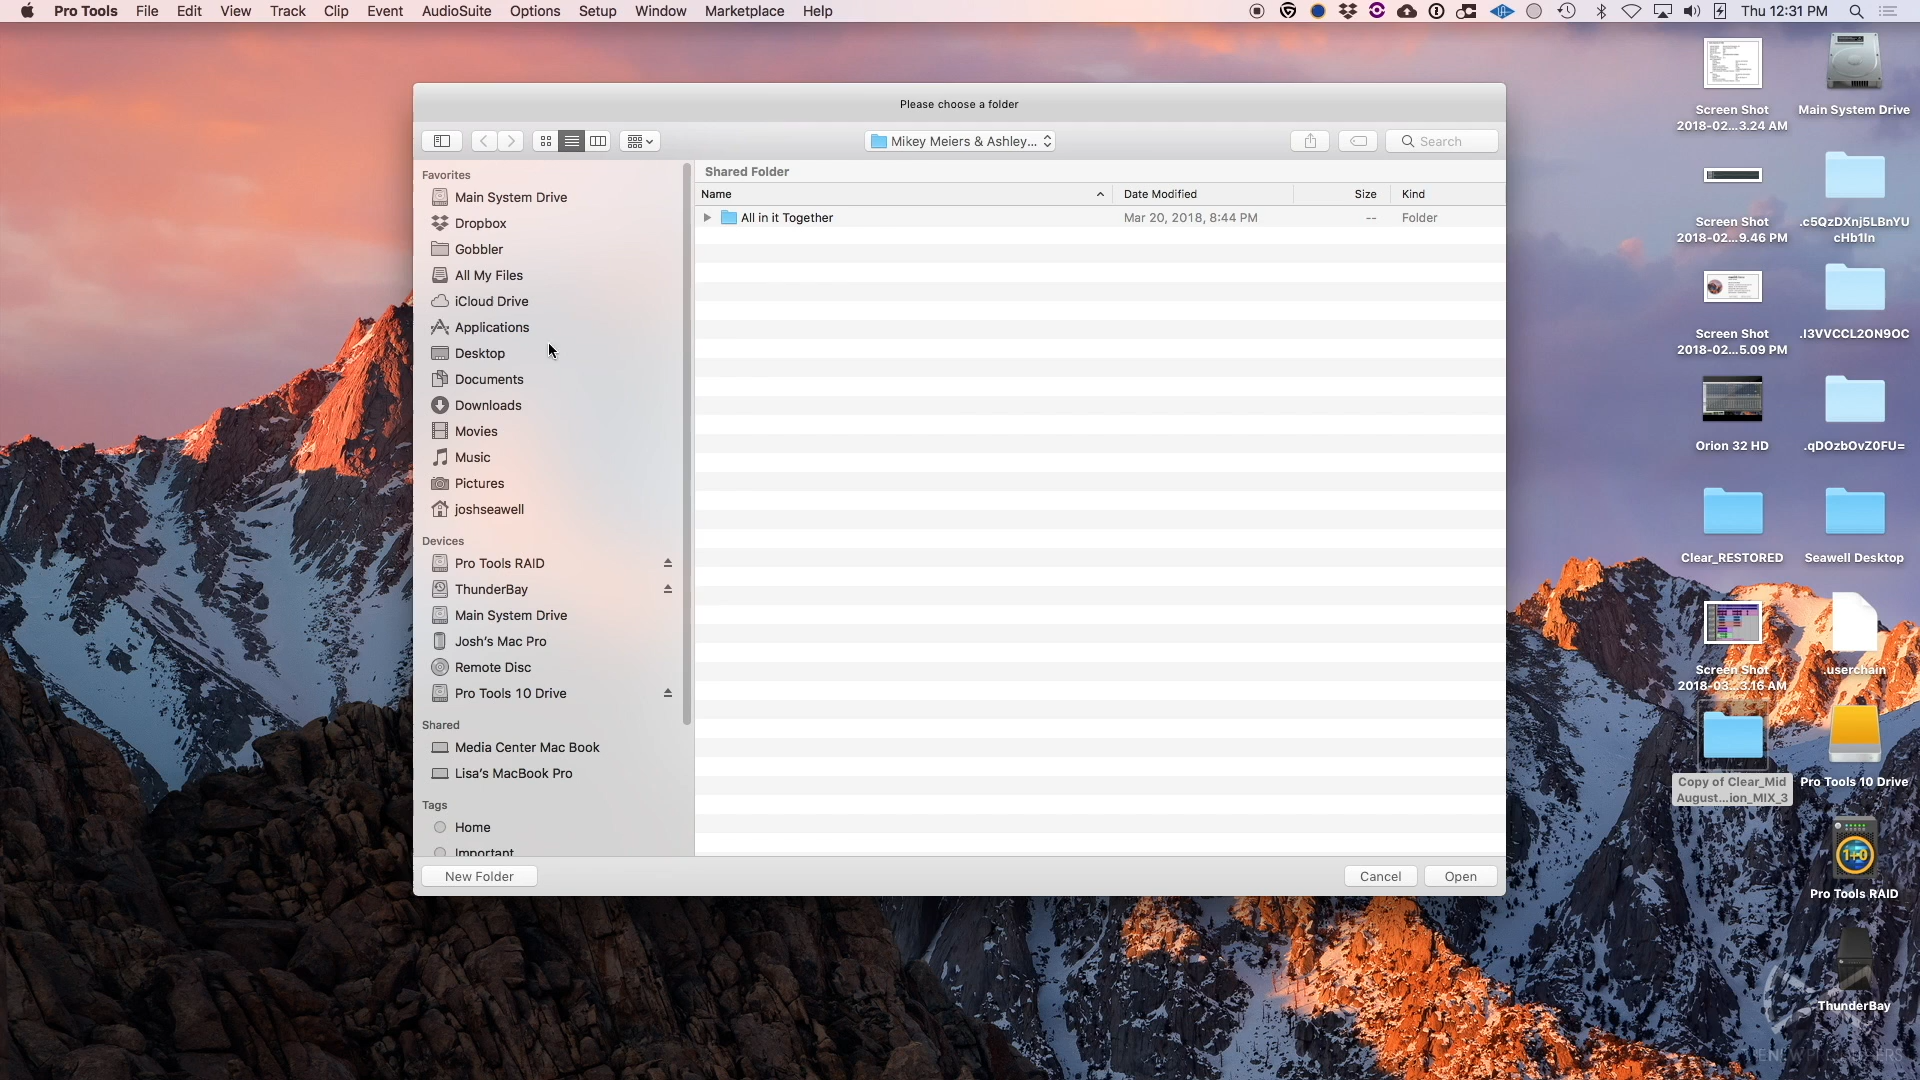 Pro Tools File Edit View Track Clip Event AudioSuite Options Setup Window Marketplace Help Thu 12:31 PM
Please choose a folder
Mikey Meiers & Ashley... Search
Favorites
Main System Drive
Dropbox
Gobbler
All My Files
iCloud Drive
Applications
Desktop
Documents
Downloads
Movies
Music
Pictures
joshseawell
Devices
Pro Tools RAID
ThunderBay
Main System Drive
Josh's Mac Pro
Remote Disc
Pro Tools 10 Drive
Shared
Media Center Mac Book
Lisa's MacBook Pro
Tags
Home
Important
Shared Folder
Name Date Modified Size Kind
All in it Together Mar 20, 2018, 8:44 PM -- Folder
New Folder Cancel Open
Screen Shot
2018-02...3.24 AM
Main System Drive
Screen Shot
2018-02...9.46 PM
.c5QzDXnj5LBnYU
cHb1In
Screen Shot
2018-02...5.09 PM
.I3VVCCL2ON9OC
Orion 32 HD
.qDOzbOvZ0FU=
Clear_RESTORED
Seawell Desktop
Screen Shot
2018-03...3.16 AM
.userchain
Copy of Clear_Mid
August...ion_MIX_3
Pro Tools 10 Drive
1+0
Pro Tools RAID
ThunderBay